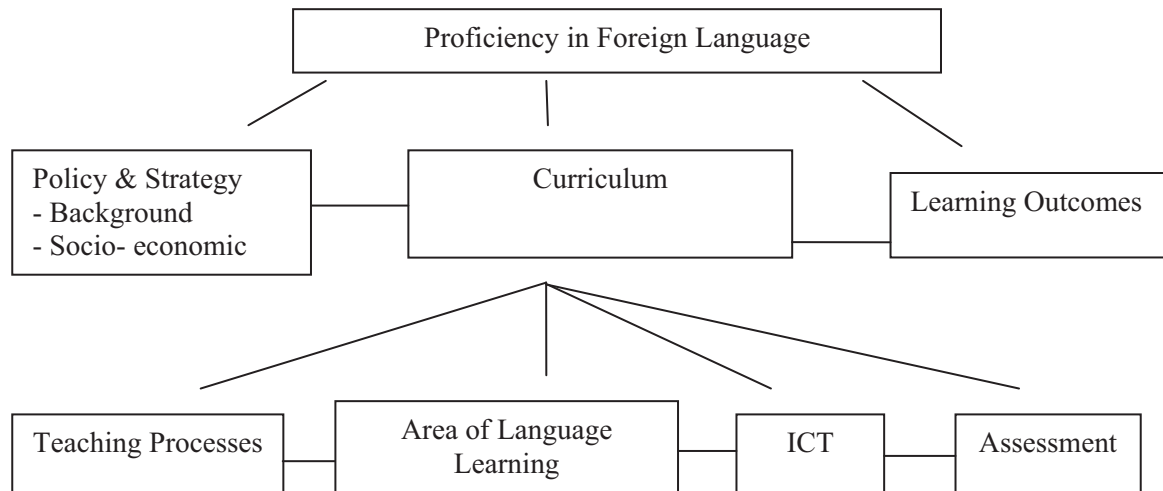 Proficiency in Foreign Language
Policy & Strategy
- Background
- Socio- economic
Curriculum
Learning Outcomes
Teaching Processes
Area of Language
Learning
ICT
Assessment